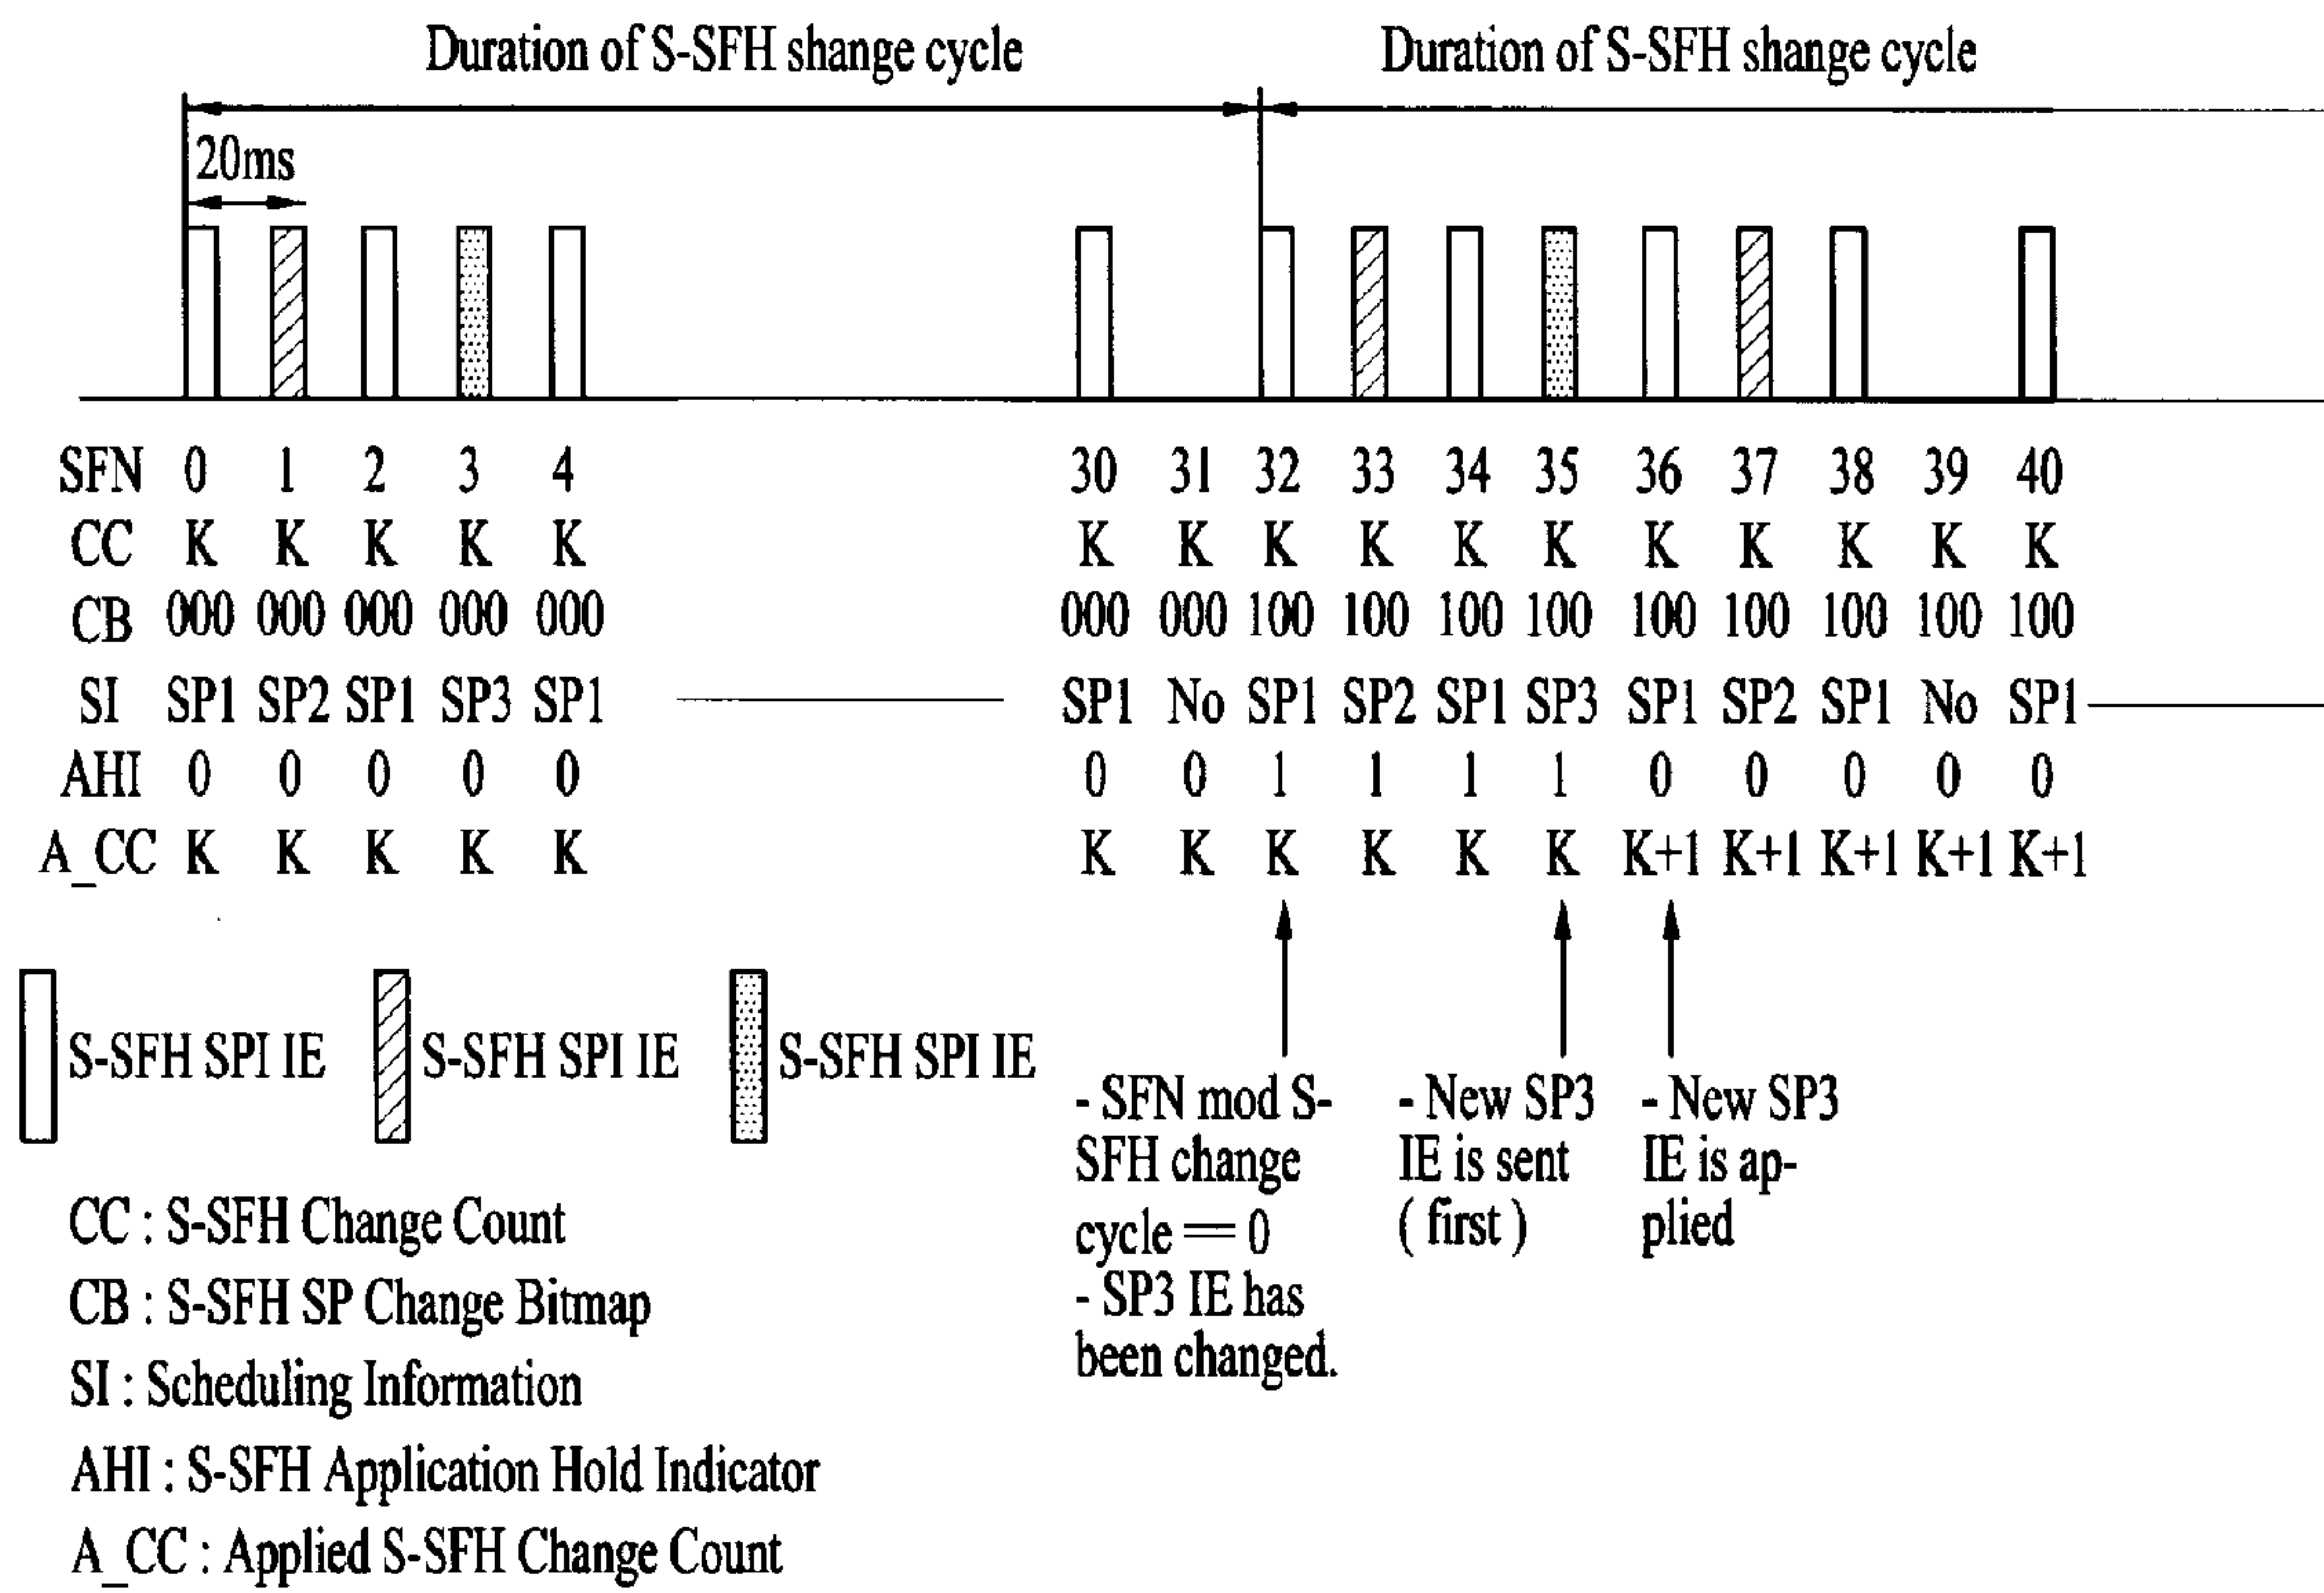 Duration of S-SFH shange cycle Duration of S-SFH shange cycle
20ms
SFN 0 1 2 3 4 30 31 32 33 34 35 36 37 38 39 40
CC K K K K K K K K K K K K K K K K
CB 000 000 000 000 000 000 000 100 100 100 100 100 100 100 100 100
SI SP1 SP2 SP1 SP3 SP1 SP1 No SP1 SP2 SP1 SP3 SP1 SP2 SP1 No SP1
AHI 0 0 0 0 0 0 0 1 1 1 1 0 0 0 0 0
A_CC K K K K K K K K K K K K+1 K+1 K+1 K+1 K+1
S-SFH SPI IE S-SFH SPI IE S-SFH SPI IE
- SFN mod S-
SFH change
cycle == 0
- SP3 IE has
been changed.
- New SP3
IE is sent
( first )
- New SP3
IE is ap-
plied
CC : S-SFH Change Count
CB : S-SFH SP Change Bitmap
SI : Scheduling Information
AHI : S-SFH Application Hold Indicator
A_CC : Applied S-SFH Change Count